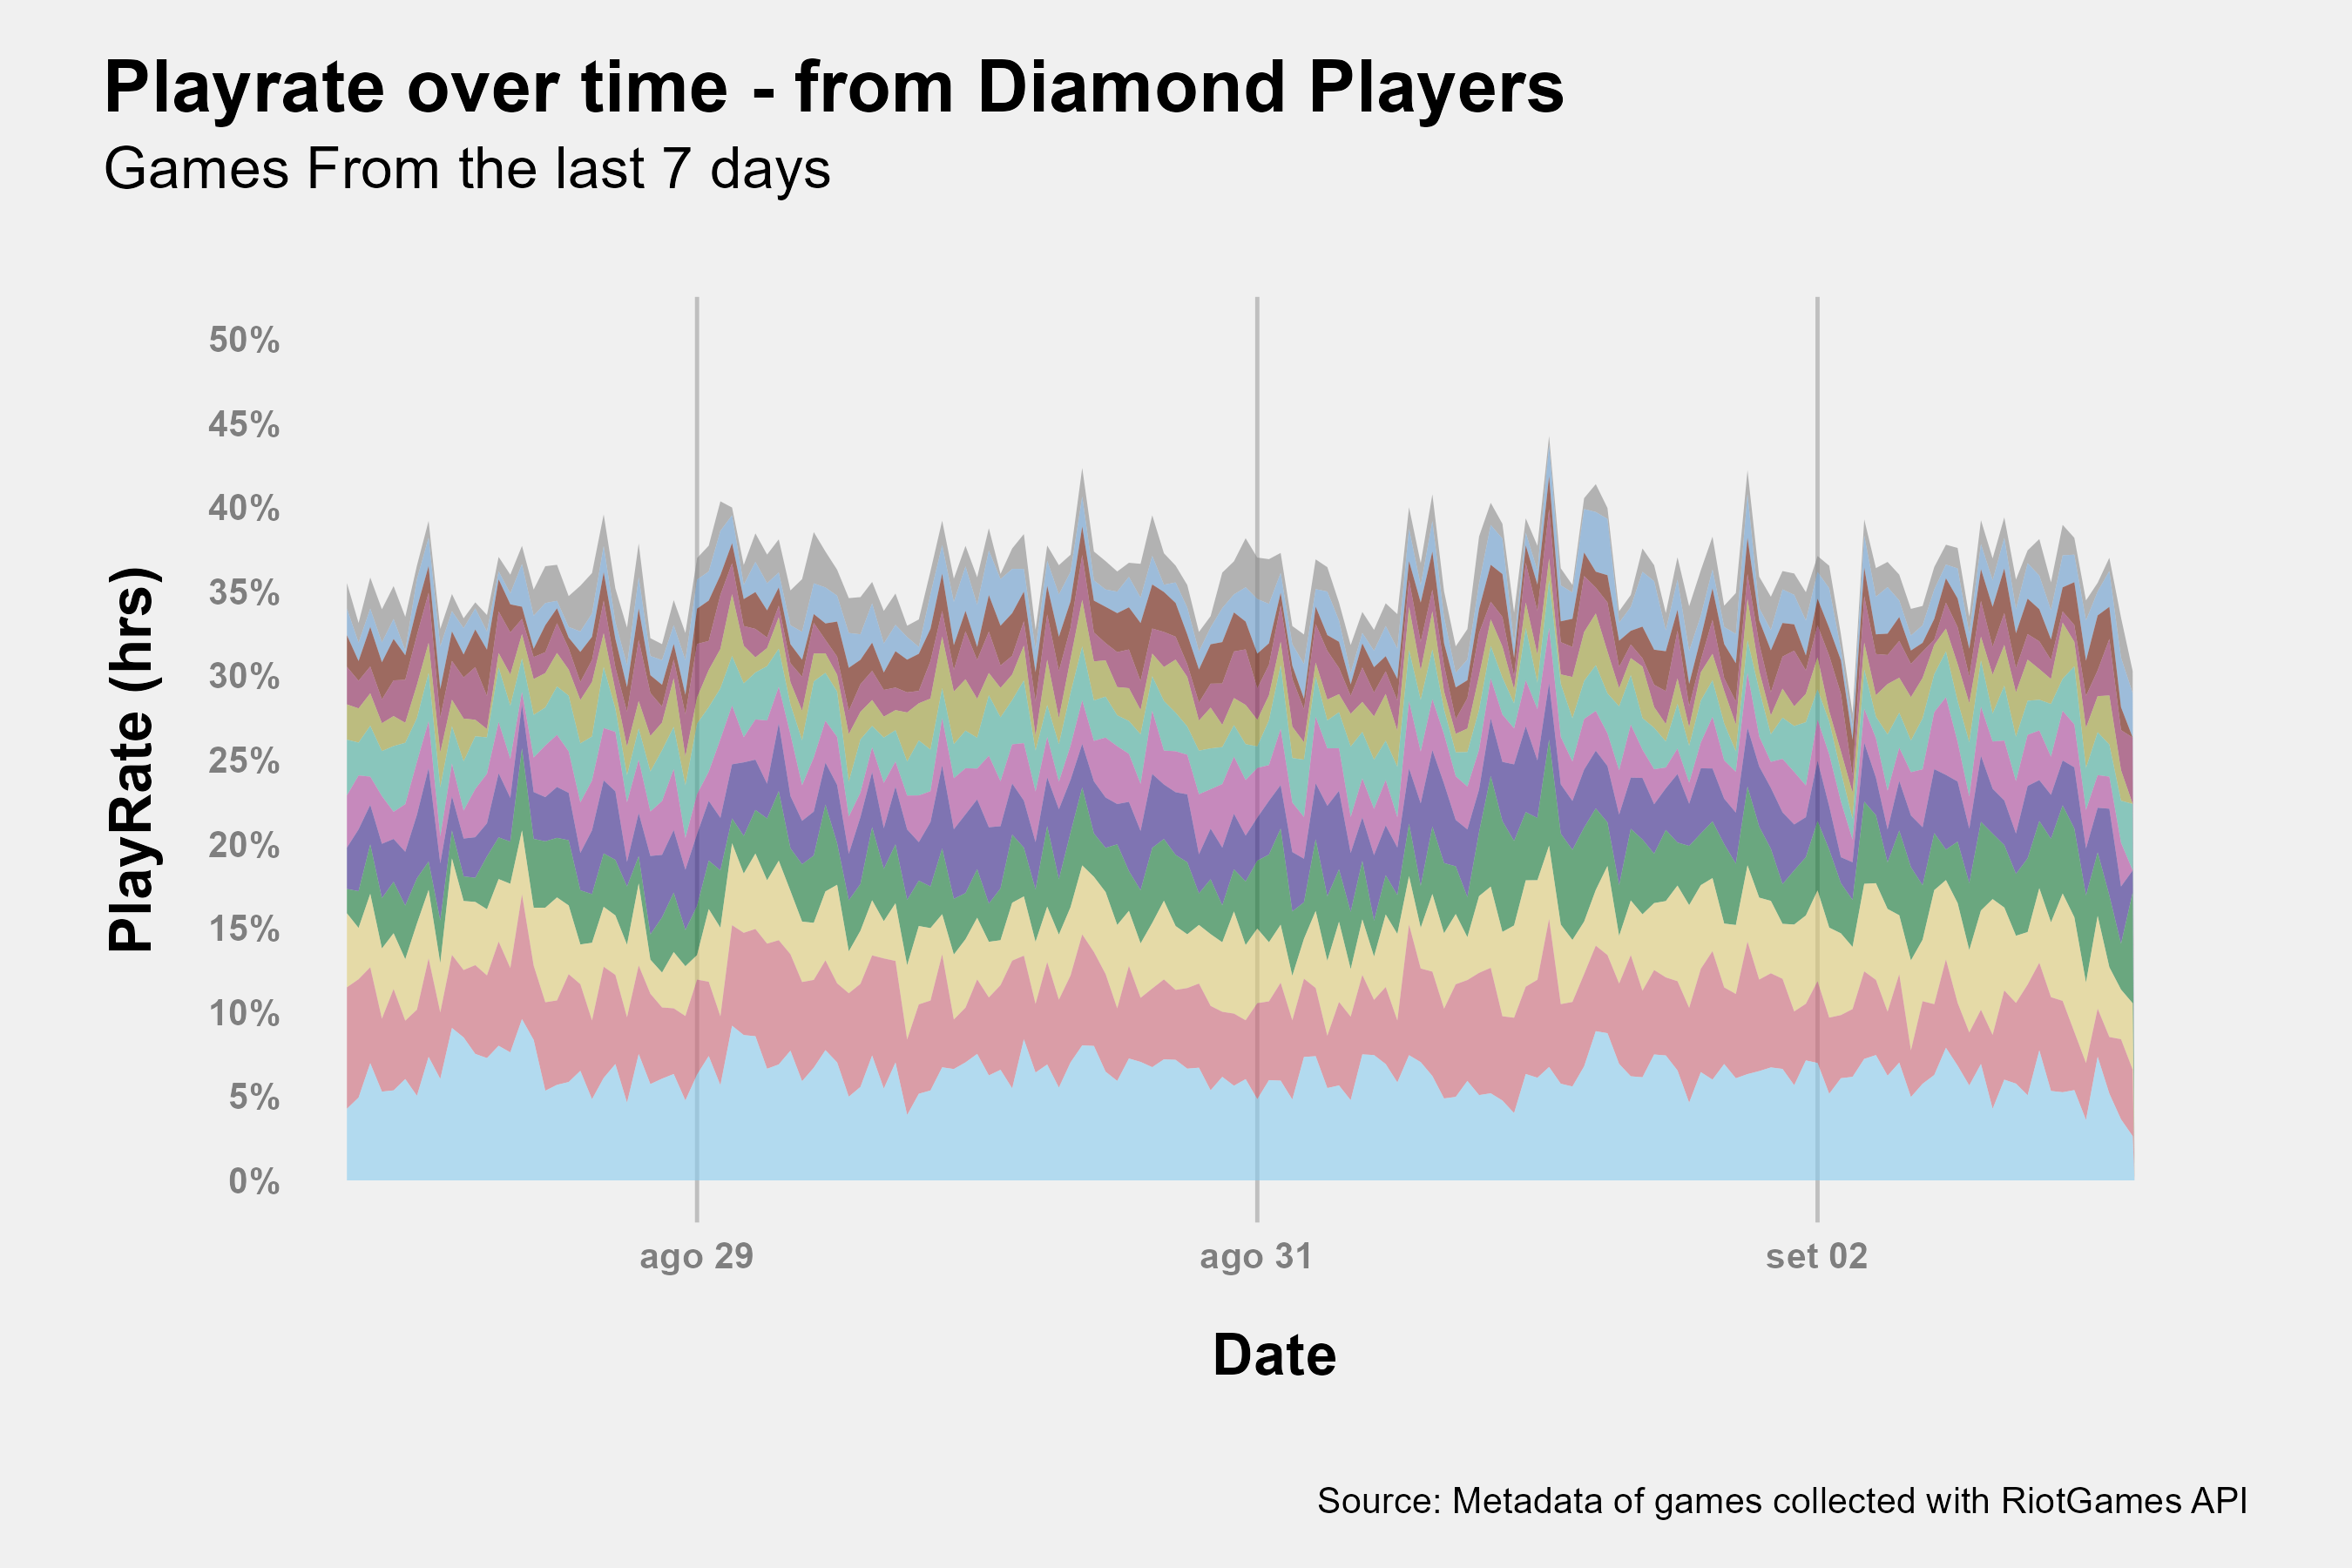 Playrate over time - from Diamond Players
Games From the last 7 days
PlayRate (hrs)
50%
45%
40%
35%
30%
25%
20%
15%
10%
5%
0%
ago 29
ago 31
set 02
Date
Source: Metadata of games collected with RiotGames API